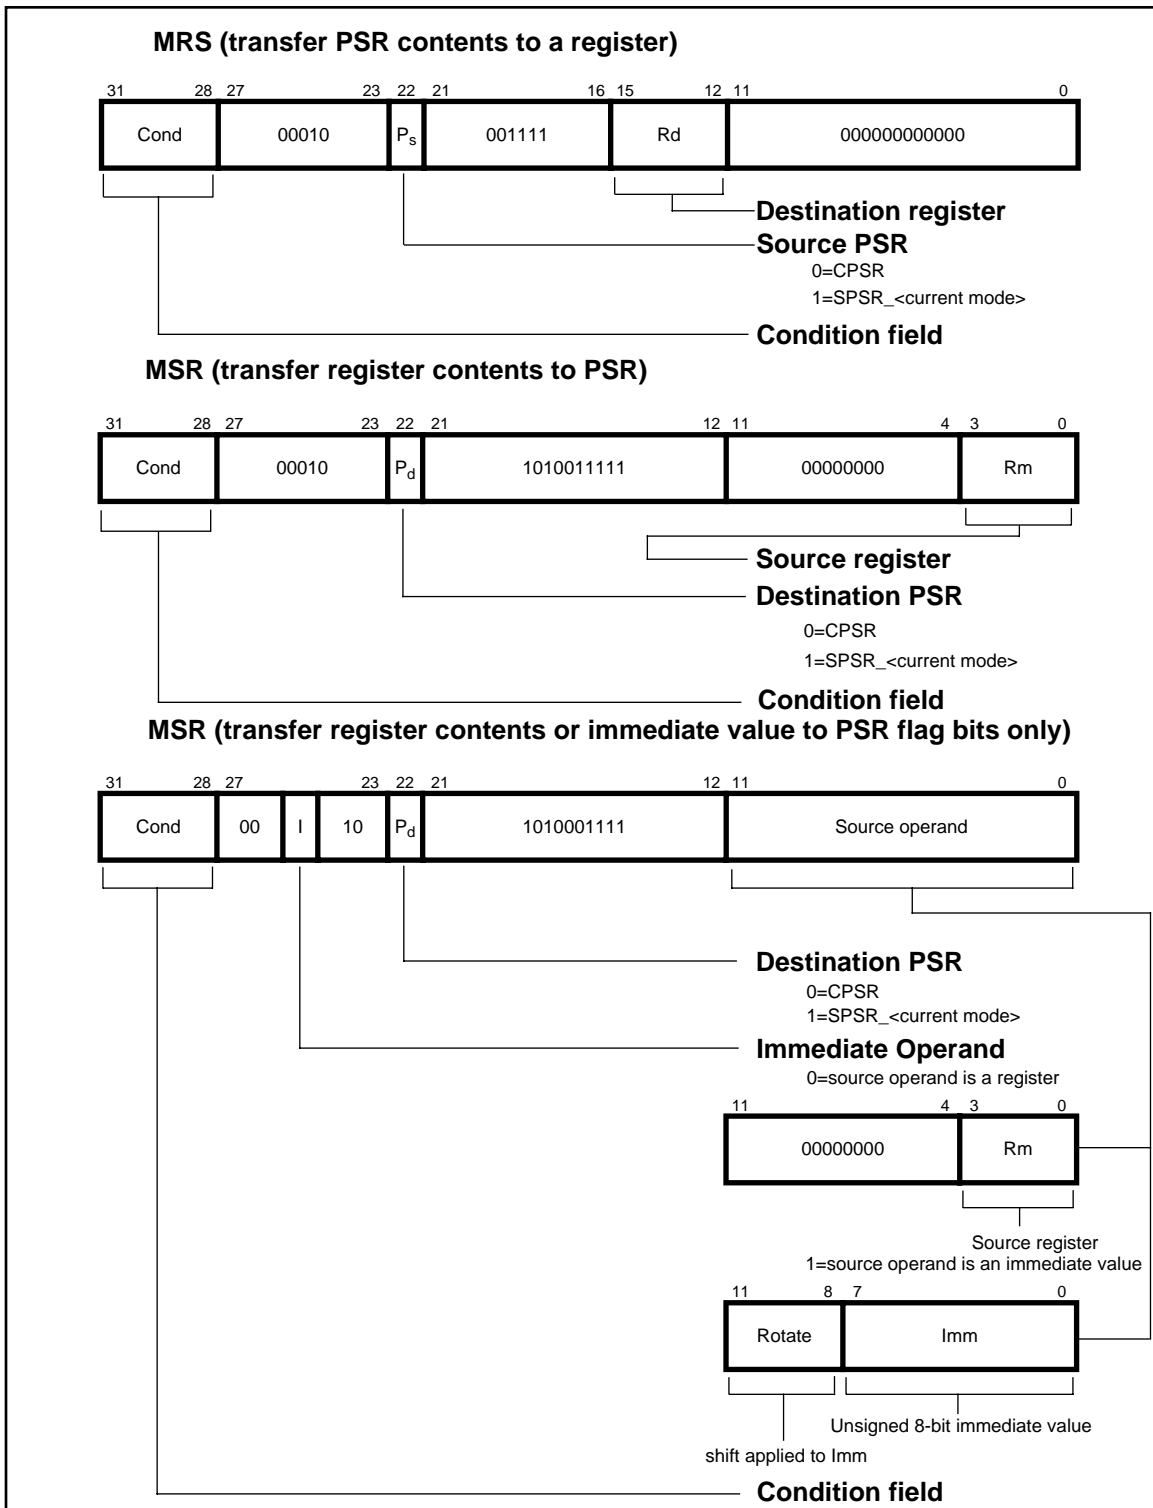 MRS (transfer PSR contents to a register)
31 28 27 23 22 21 16 15 12 11 0
Cond 00010 Ps 001111 Rd 000000000000
Destination register
Source PSR
0=CPSR
1=SPSR_<current mode>
Condition field
MSR (transfer register contents to PSR)
31 28 27 23 22 21 12 11 4 3 0
Cond 00010 Pd 1010011111 00000000 Rm
Source register
Destination PSR
0=CPSR
1=SPSR_<current mode>
Condition field
MSR (transfer register contents or immediate value to PSR flag bits only)
31 28 27 23 22 21 12 11 0
Cond 00 I 10 Pd 1010001111 Source operand
Destination PSR
0=CPSR
1=SPSR_<current mode>
Immediate Operand
0=source operand is a register
11 4 3 0
00000000 Rm
Source register
1=source operand is an immediate value
11 8 7 0
Rotate Imm
Unsigned 8-bit immediate value
shift applied to Imm
Condition field